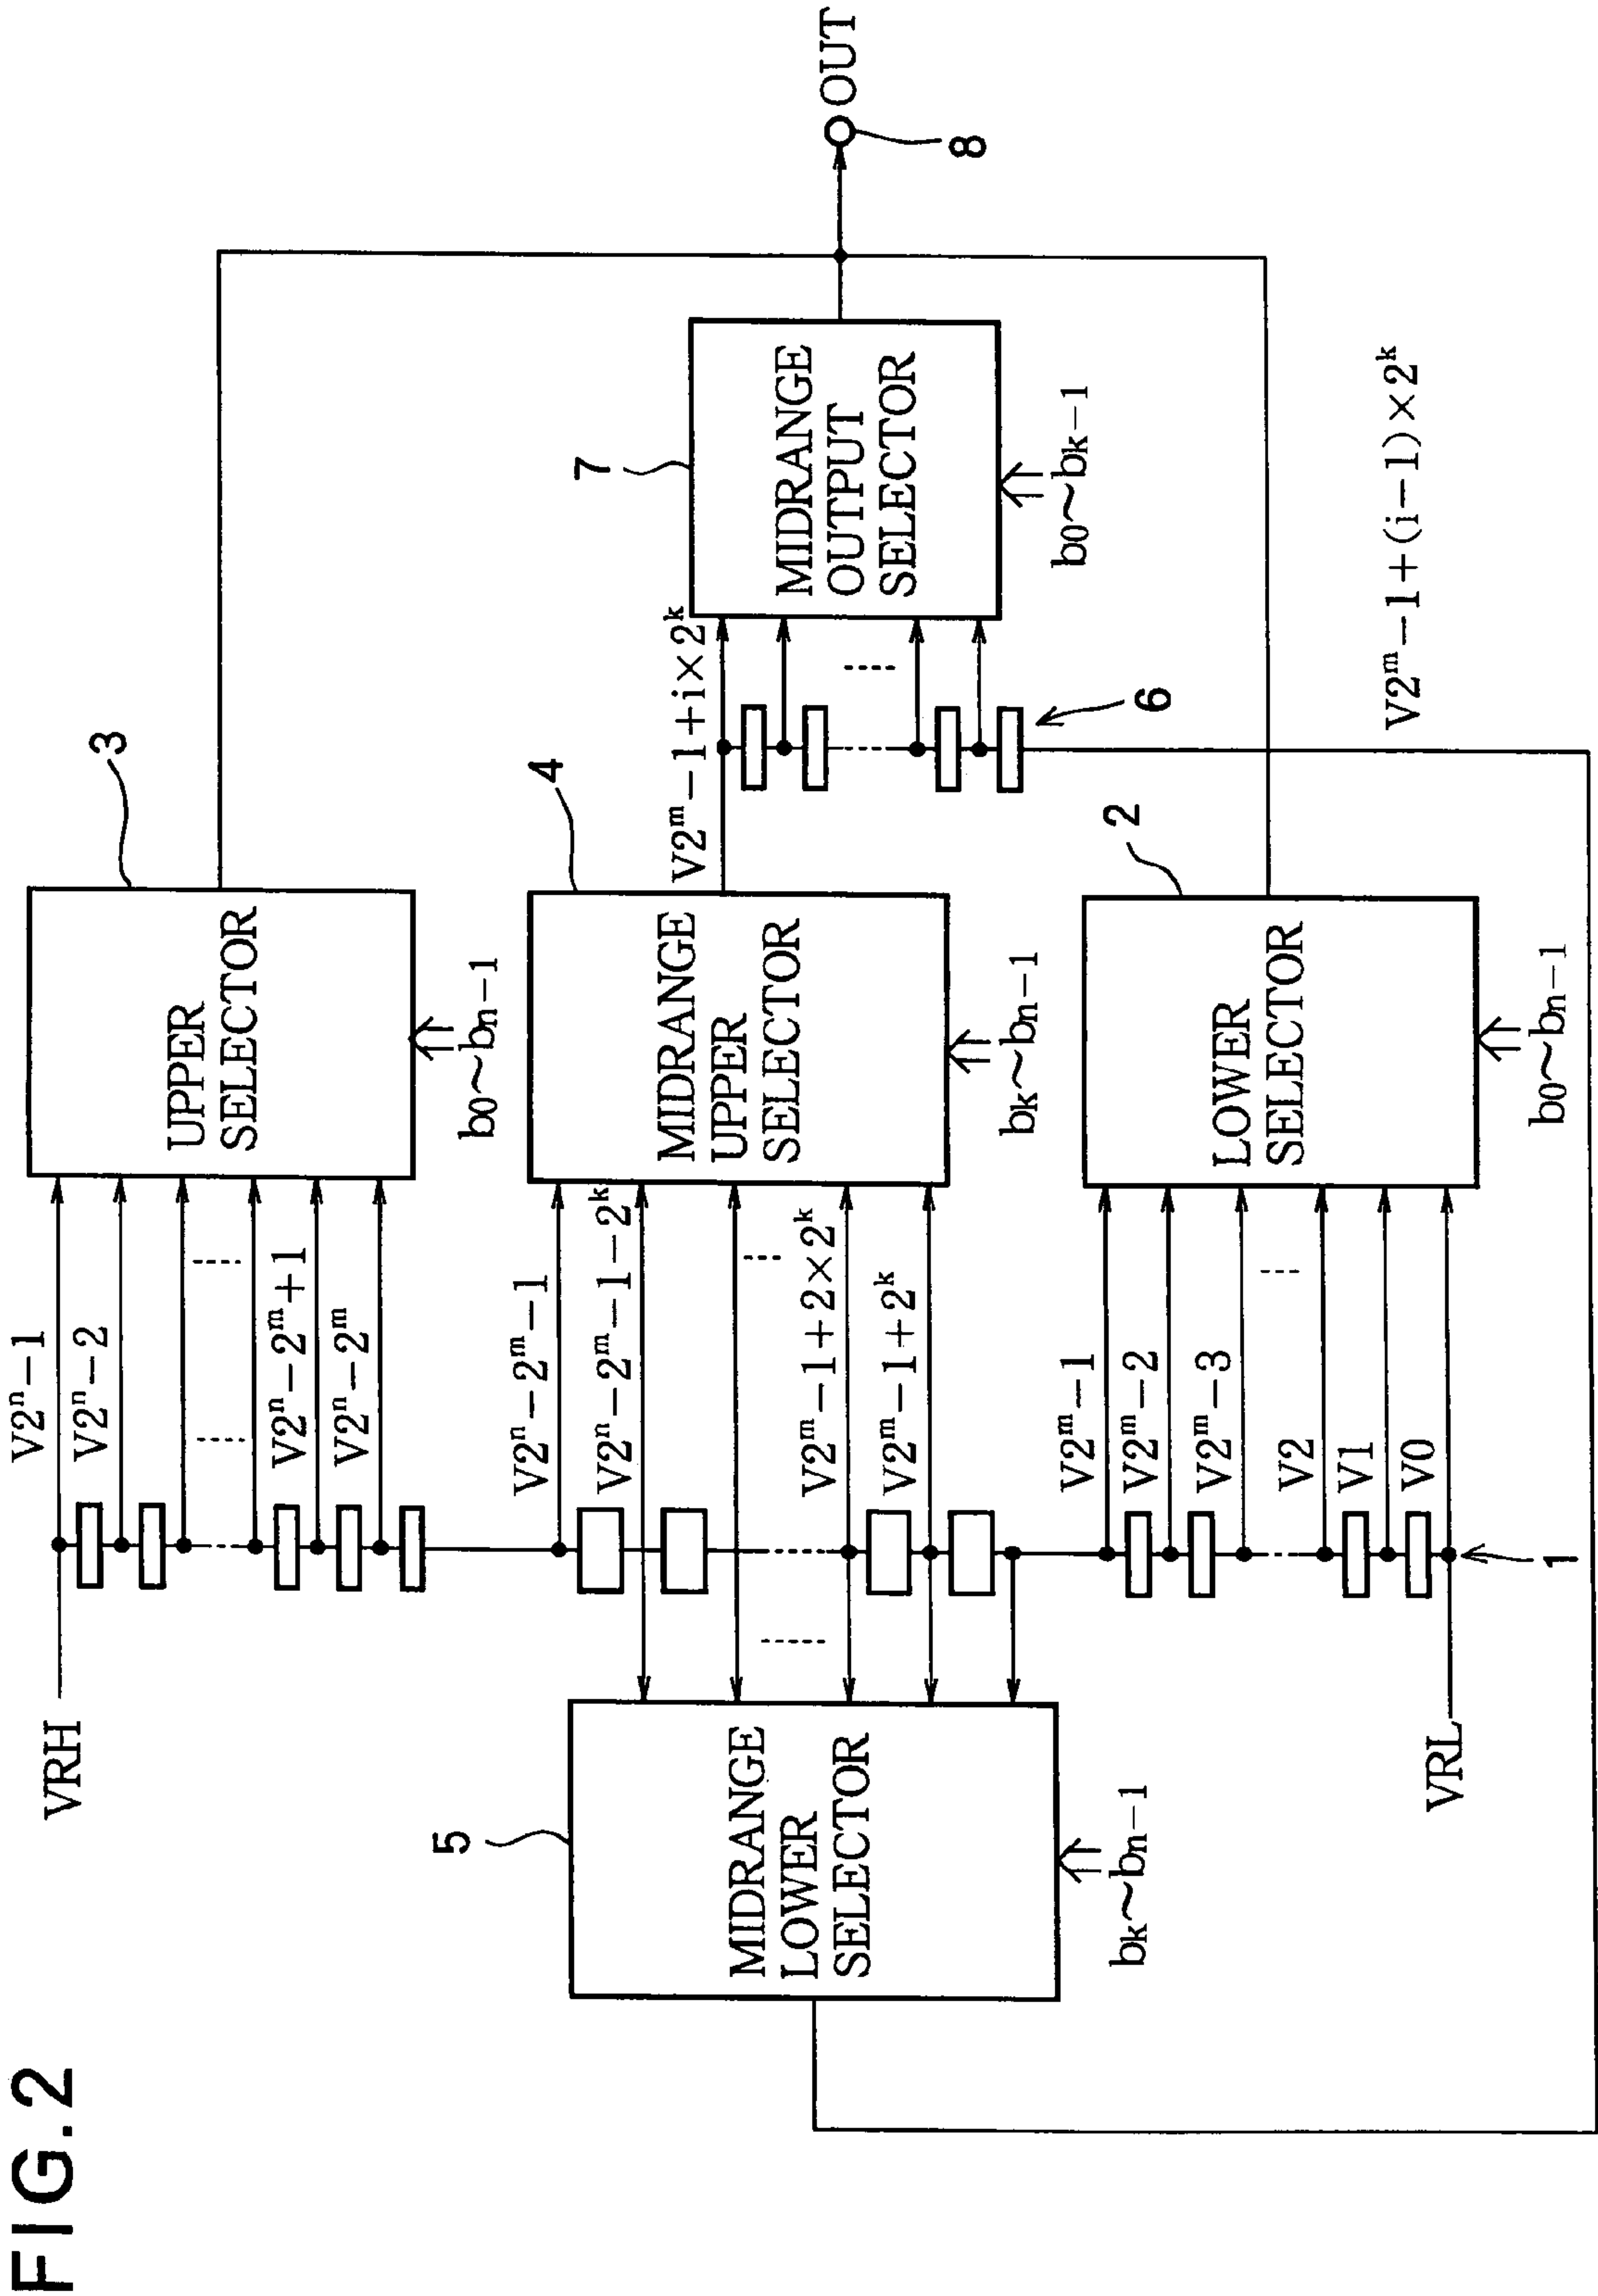 FIG.2
VRH
V2ⁿ−1
V2ⁿ−2
V2ⁿ−2ᵐ+1
V2ⁿ−2ᵐ
UPPER
SELECTOR
3
b0~bn−1
5
MIDRANGE
LOWER
SELECTOR
bk~bn−1
V2ⁿ−2ᵐ−1
V2ⁿ−2ᵐ−1−2ᵏ
V2ᵐ−1+2×2ᵏ
V2ᵐ−1+2ᵏ
MIDRANGE
UPPER
SELECTOR
4
bk~bn−1
V2ᵐ−1+i×2ᵏ
6
7
MIDRANGE
OUTPUT
SELECTOR
b0~bk−1
8
OUT
V2ᵐ−1
V2ᵐ−2
V2ᵐ−3
V2
V1
V0
VRL
1
LOWER
SELECTOR
2
b0~bn−1
V2ᵐ−1+(i−1)×2ᵏ